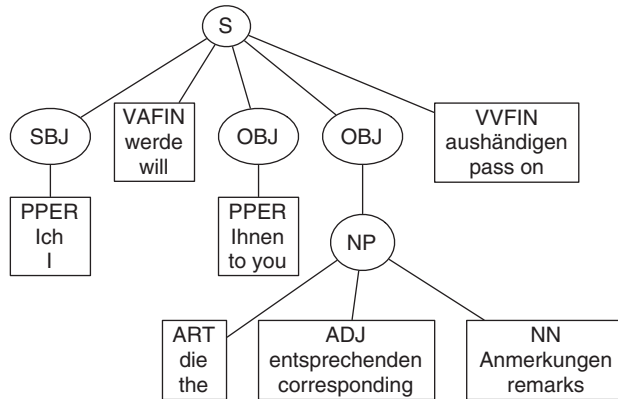 S
SBJ
VAFIN
werde
will
OBJ
OBJ
VVFIN
aushändigen
pass on
PPER
Ich
I
PPER
Ihnen
to you
NP
ART
die
the
ADJ
entsprechenden
corresponding
NN
Anmerkungen
remarks